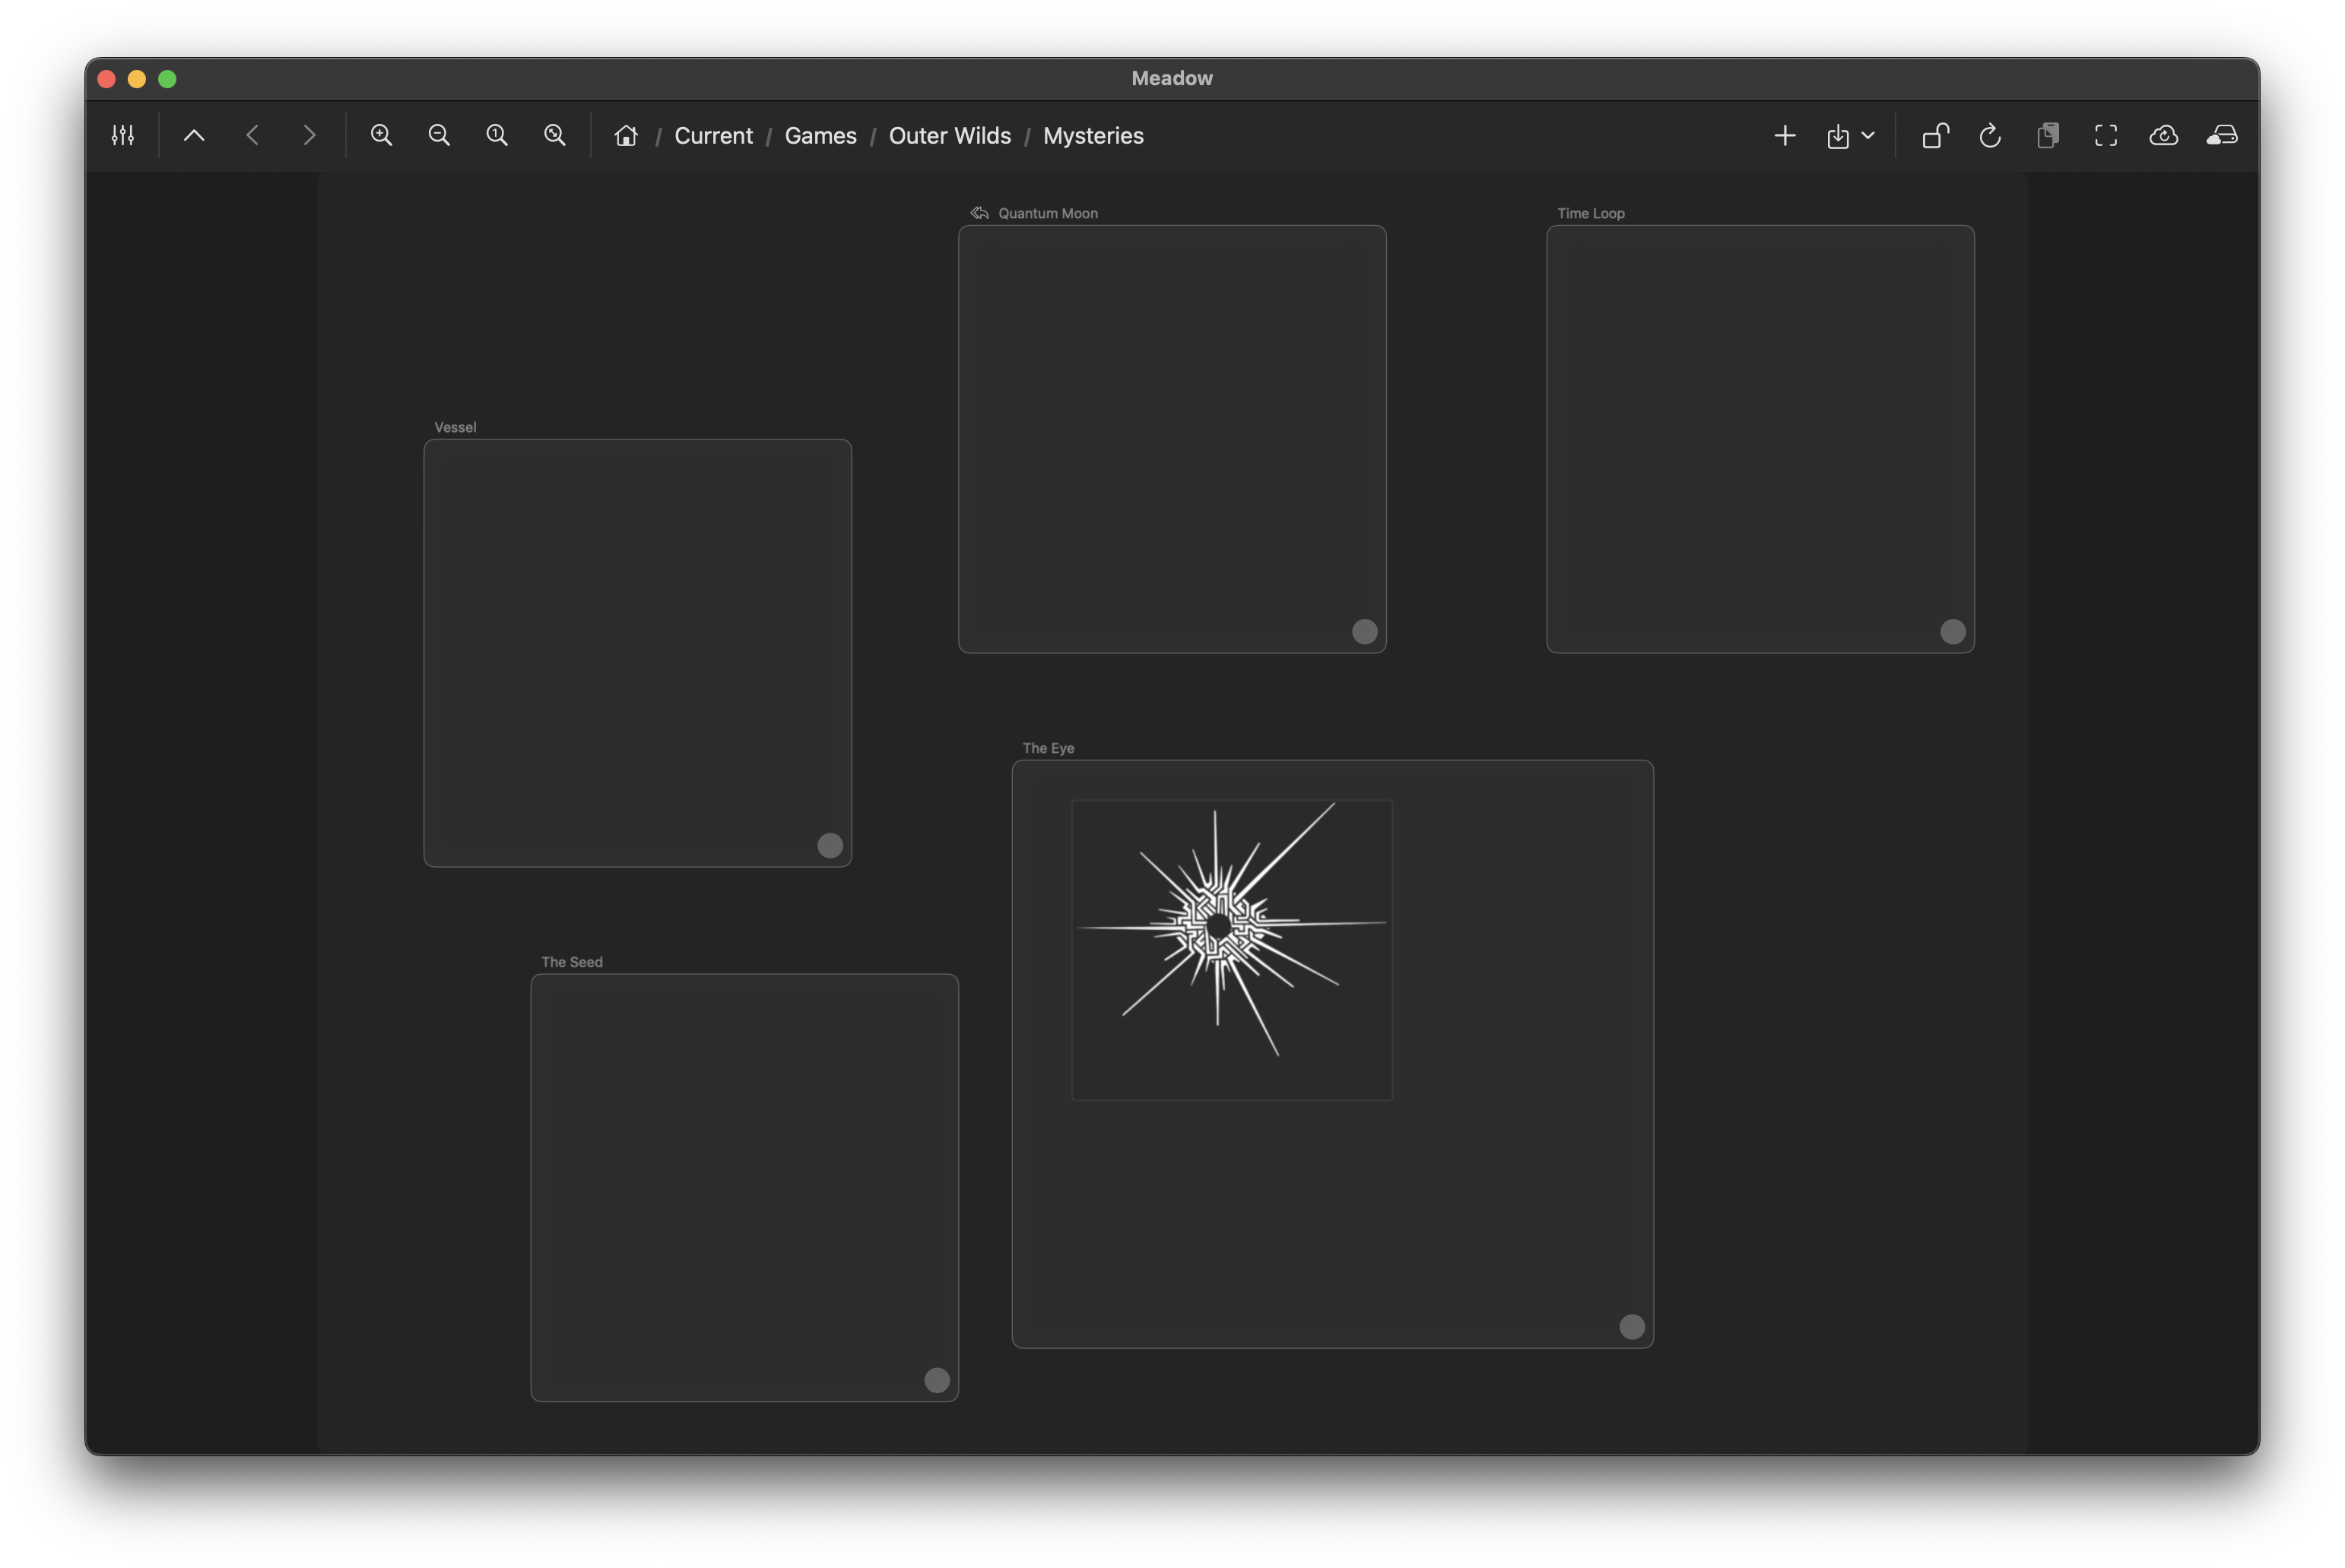 Meadow
/ Current / Games / Outer Wilds / Mysteries
Quantum Moon
Time Loop
Vessel
The Eye
The Seed